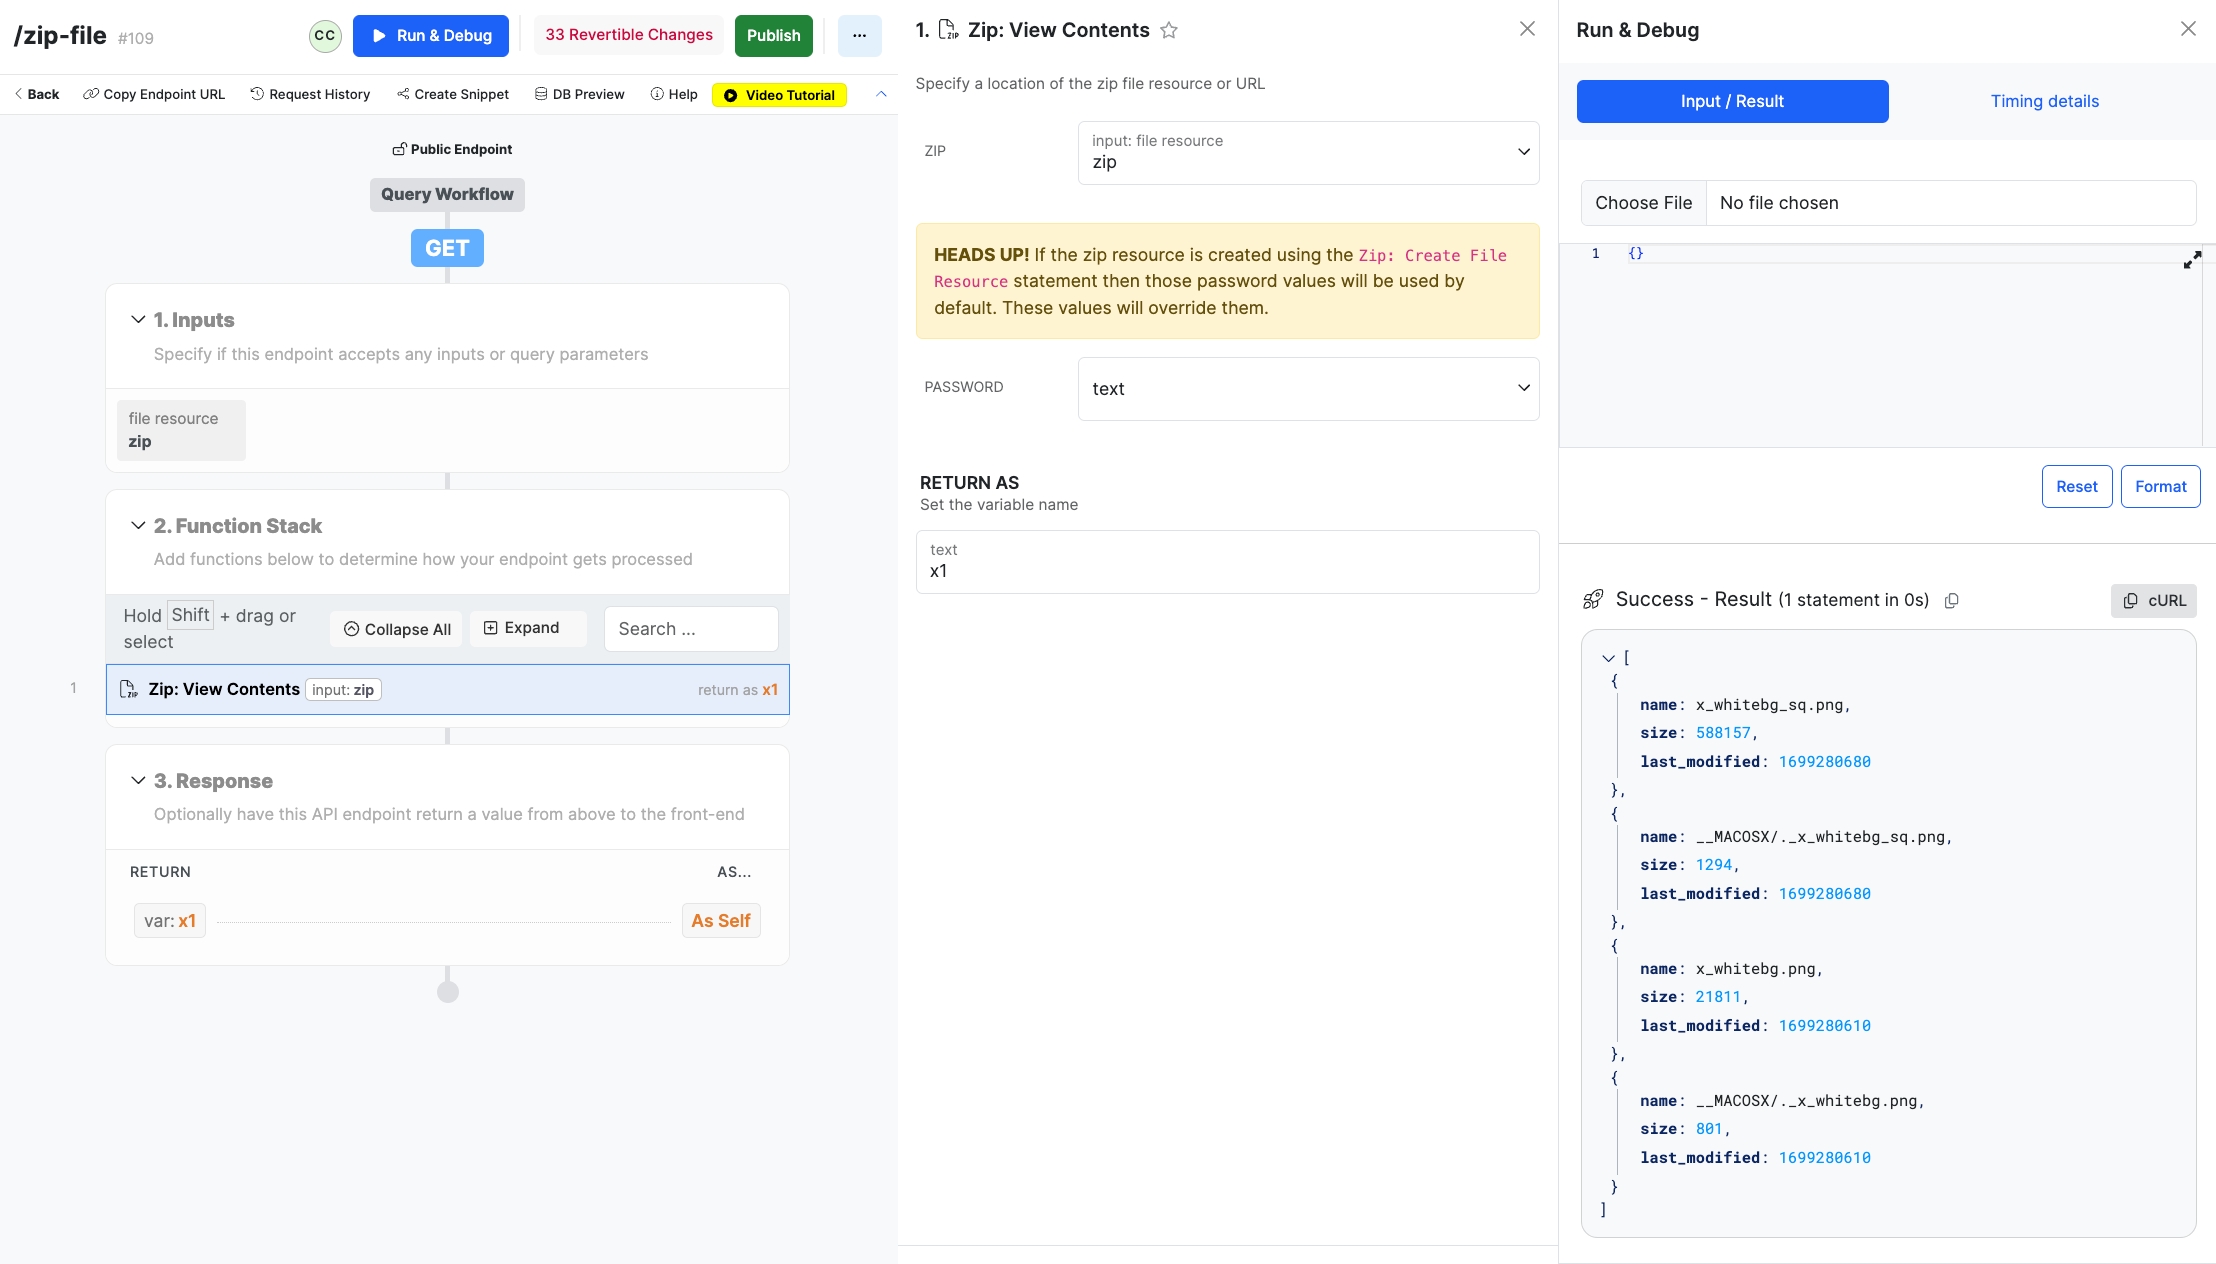 /zip-file #109
CC
Run & Debug
33 Revertible Changes
Publish
...
Back
Copy Endpoint URL
Request History
Create Snippet
DB Preview
Help
Video Tutorial
Public Endpoint
Query Workflow
GET
1. Inputs
Specify if this endpoint accepts any inputs or query parameters
file resource
zip
2. Function Stack
Add functions below to determine how your endpoint gets processed
Hold Shift + drag or
select
Collapse All
Expand
Search ...
1
Zip: View Contents input: zip return as x1
3. Response
Optionally have this API endpoint return a value from above to the front-end
RETURN AS...
var: x1 As Self
1. Zip: View Contents
Specify a location of the zip file resource or URL
ZIP
input: file resource
zip
HEADS UP! If the zip resource is created using the Zip: Create File
Resource statement then those password values will be used by
default. These values will override them.
PASSWORD
text
RETURN AS
Set the variable name
text
x1
Run & Debug
Input / Result
Timing details
Choose File No file chosen
1 {}
Reset
Format
Success - Result (1 statement in 0s)
cURL
[
{
name: x_whitebg_sq.png,
size: 588157,
last_modified: 1699280680
},
{
name: __MACOSX/._x_whitebg_sq.png,
size: 1294,
last_modified: 1699280680
},
{
name: x_whitebg.png,
size: 21811,
last_modified: 1699280610
},
{
name: __MACOSX/._x_whitebg.png,
size: 801,
last_modified: 1699280610
}
]